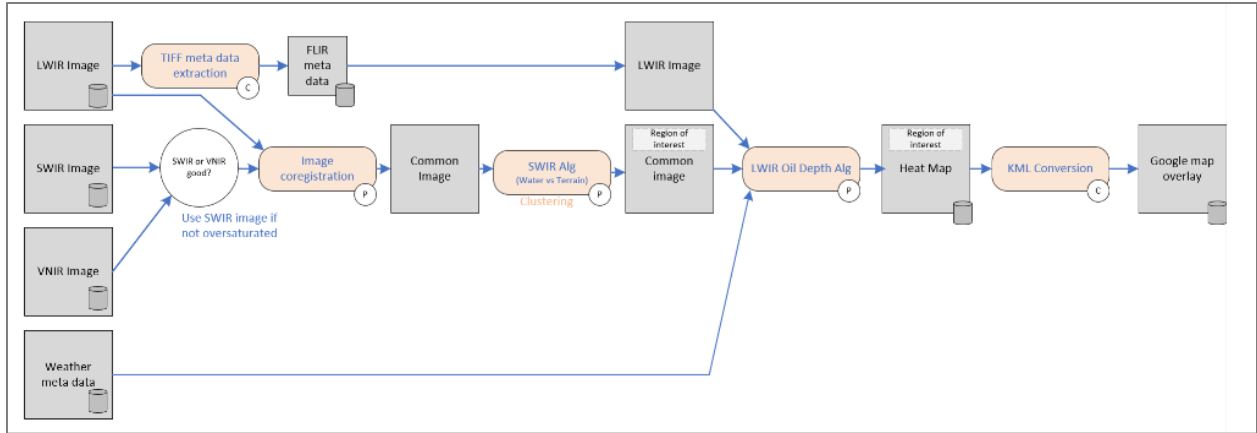 LWIR Image
TIFF meta data
extraction
C
FLIR
meta
data
LWIR Image
SWIR Image
SWIR or VNIR
good?
Use SWIR image if
not oversaturated
Image
coregistration
P
Common
Image
SWIR Alg
(Water vs Terrain)
P
Clustering
Region of
interest
Common
image
LWIR Oil Depth Alg
P
Region of
interest
Heat Map
KML Conversion
C
Google map
overlay
VNIR Image
Weather
meta data